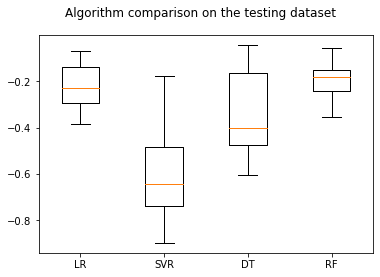 Algorithm comparison on the testing dataset
−0.2
−0.4
−0.6
−0.8
LR SVR DT RF